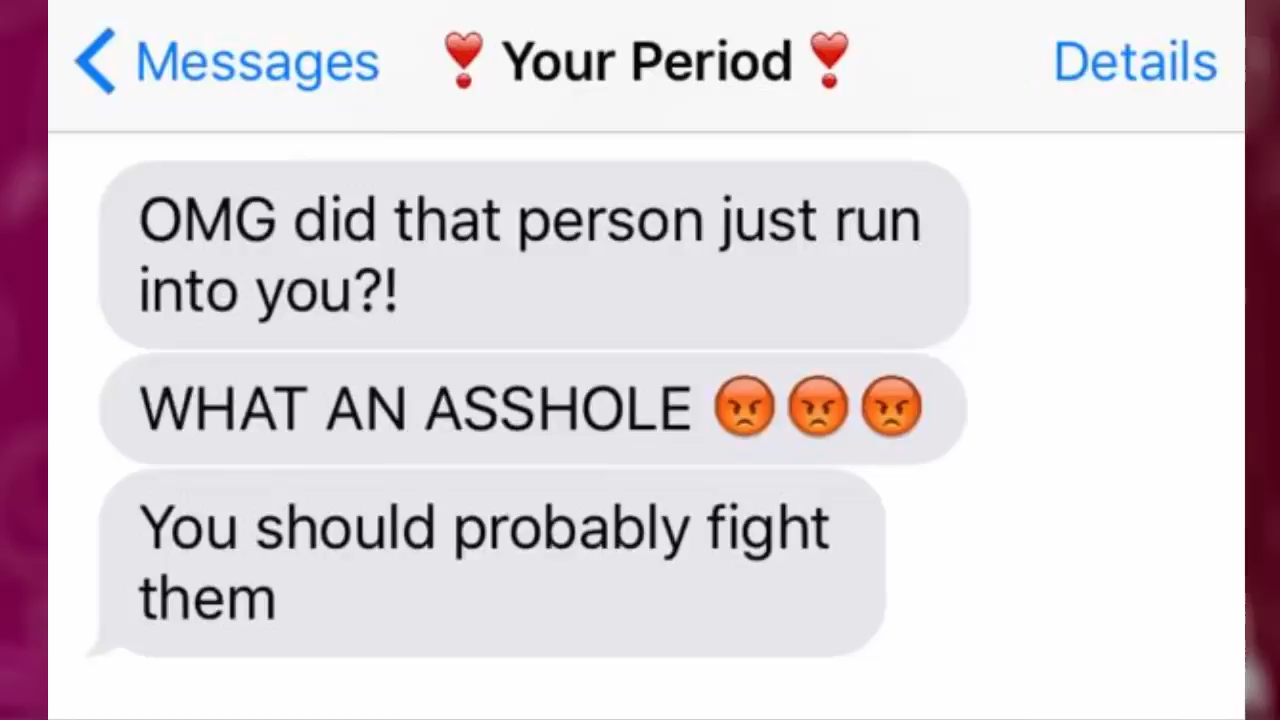 Messages
❣️ Your Period ❣️
Details
OMG did that person just run
into you?!
WHAT AN ASSHOLE 😡😡😡
You should probably fight
them